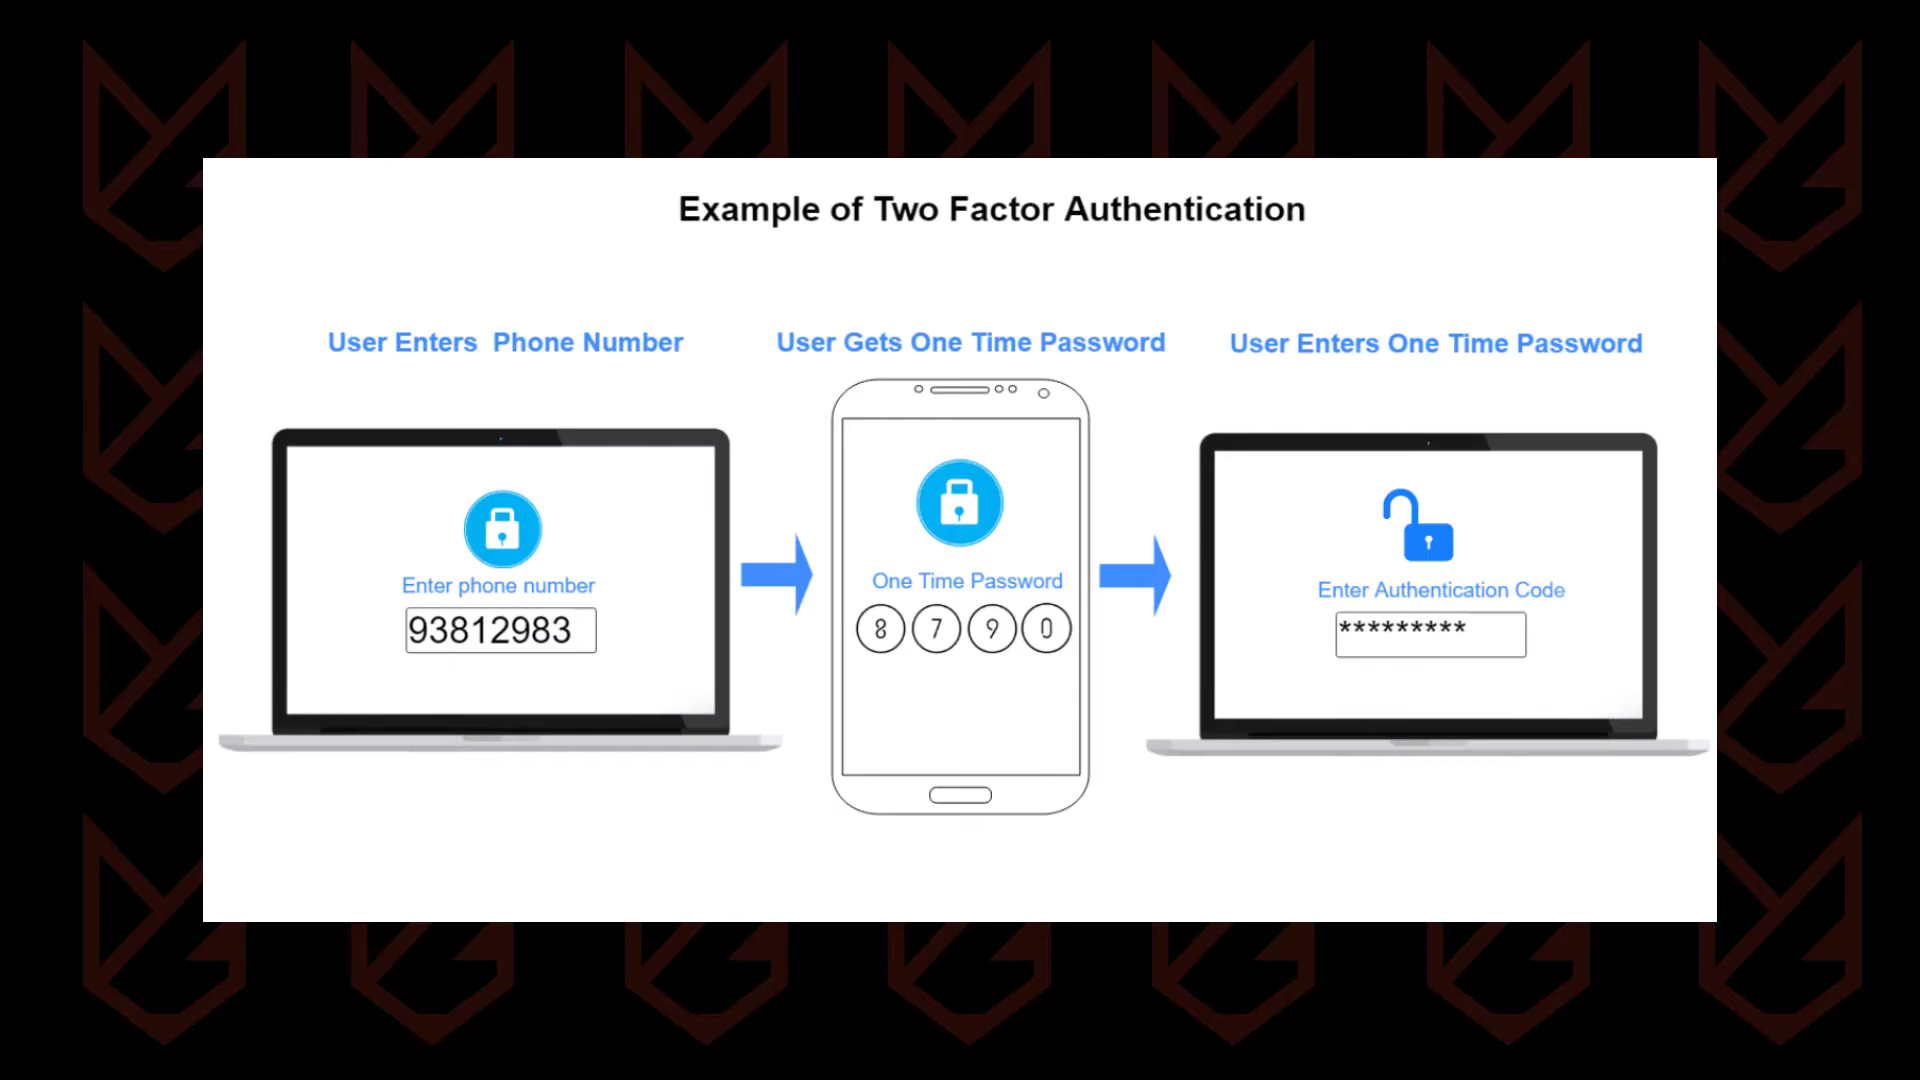 Example of Two Factor Authentication
User Enters  Phone Number
User Gets One Time Password
User Enters One Time Password
Enter phone number
93812983
One Time Password
8 7 9 0
Enter Authentication Code
*********